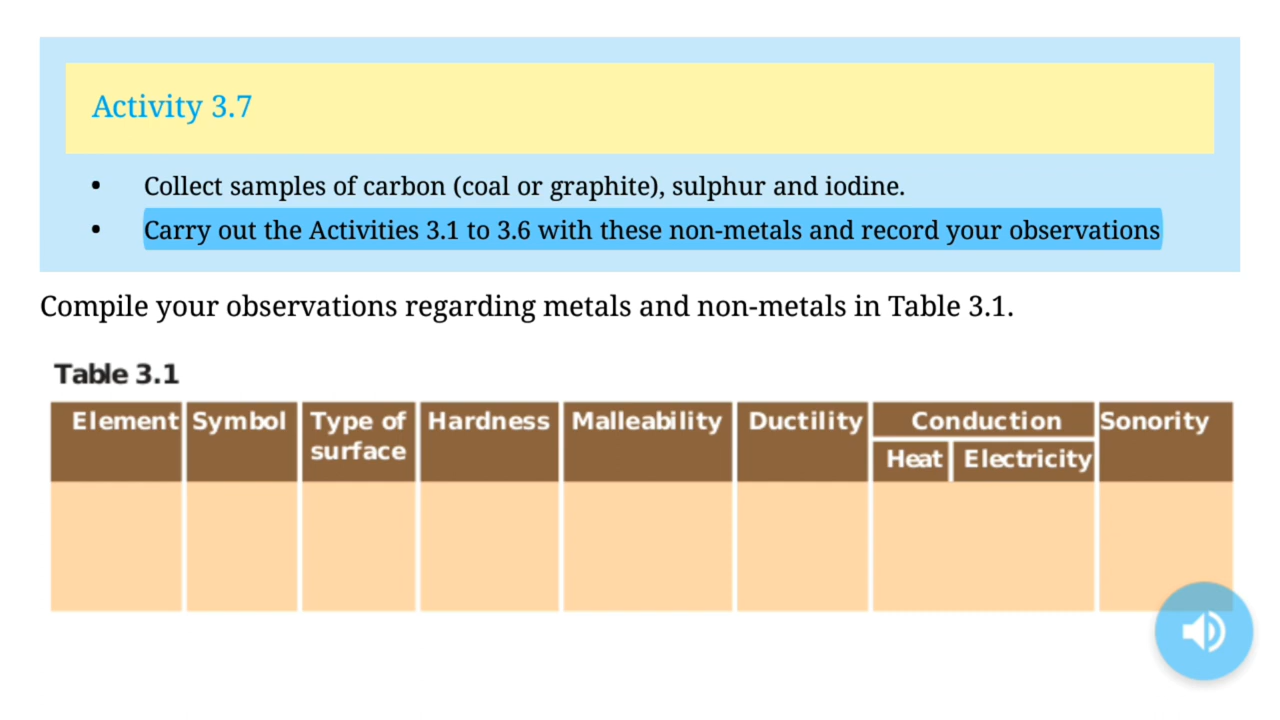 Activity 3.7
• Collect samples of carbon (coal or graphite), sulphur and iodine.
• Carry out the Activities 3.1 to 3.6 with these non-metals and record your observations
Compile your observations regarding metals and non-metals in Table 3.1.
Table 3.1
Element Symbol Type of surface Hardness Malleability Ductility Conduction Sonority
Heat Electricity